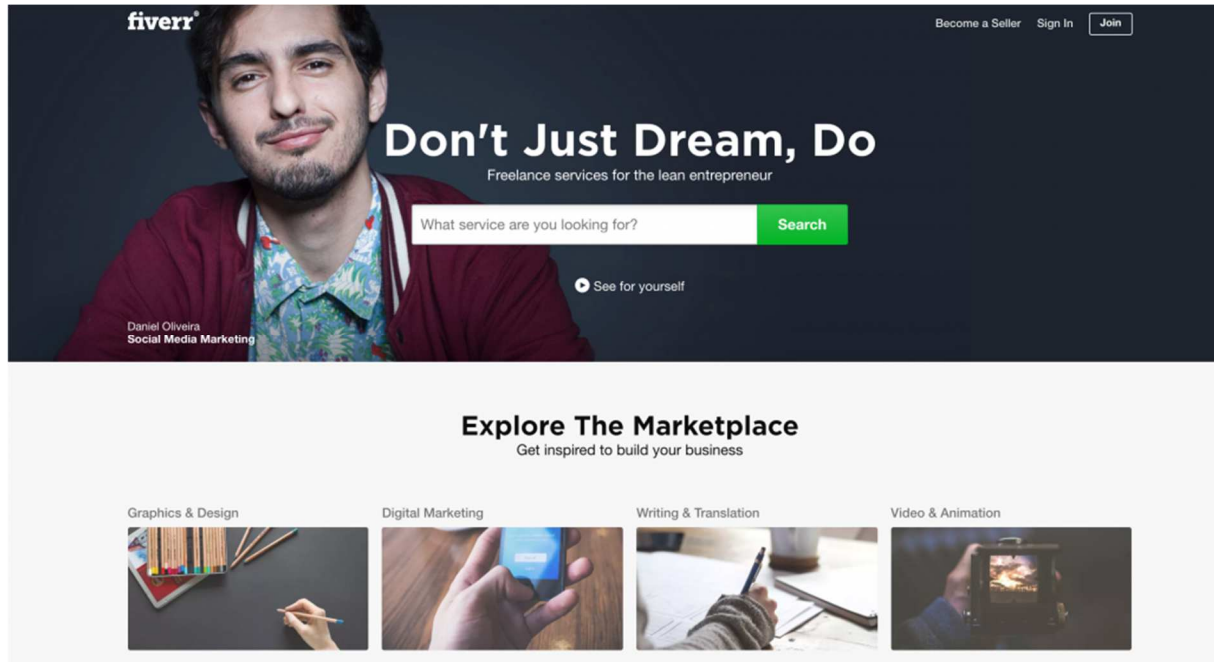 fiverr®
Become a Seller Sign In Join
Don't Just Dream, Do
Freelance services for the lean entrepreneur
What service are you looking for? Search
See for yourself
Daniel Oliveira
Social Media Marketing
Explore The Marketplace
Get inspired to build your business
Graphics & Design Digital Marketing Writing & Translation Video & Animation